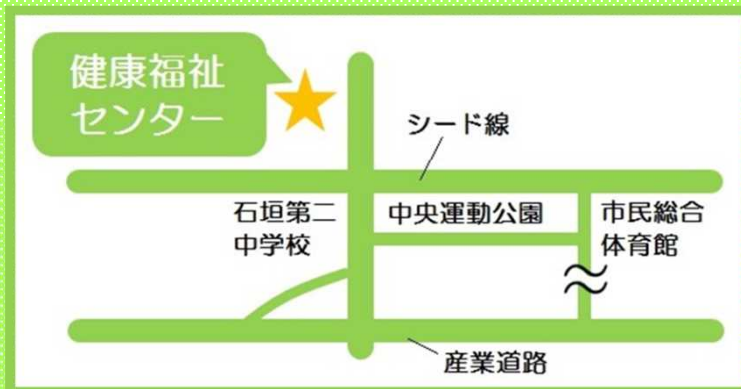 健康福祉
センター
シード線
石垣第二
中学校
中央運動公園
市民総合
体育館
産業道路